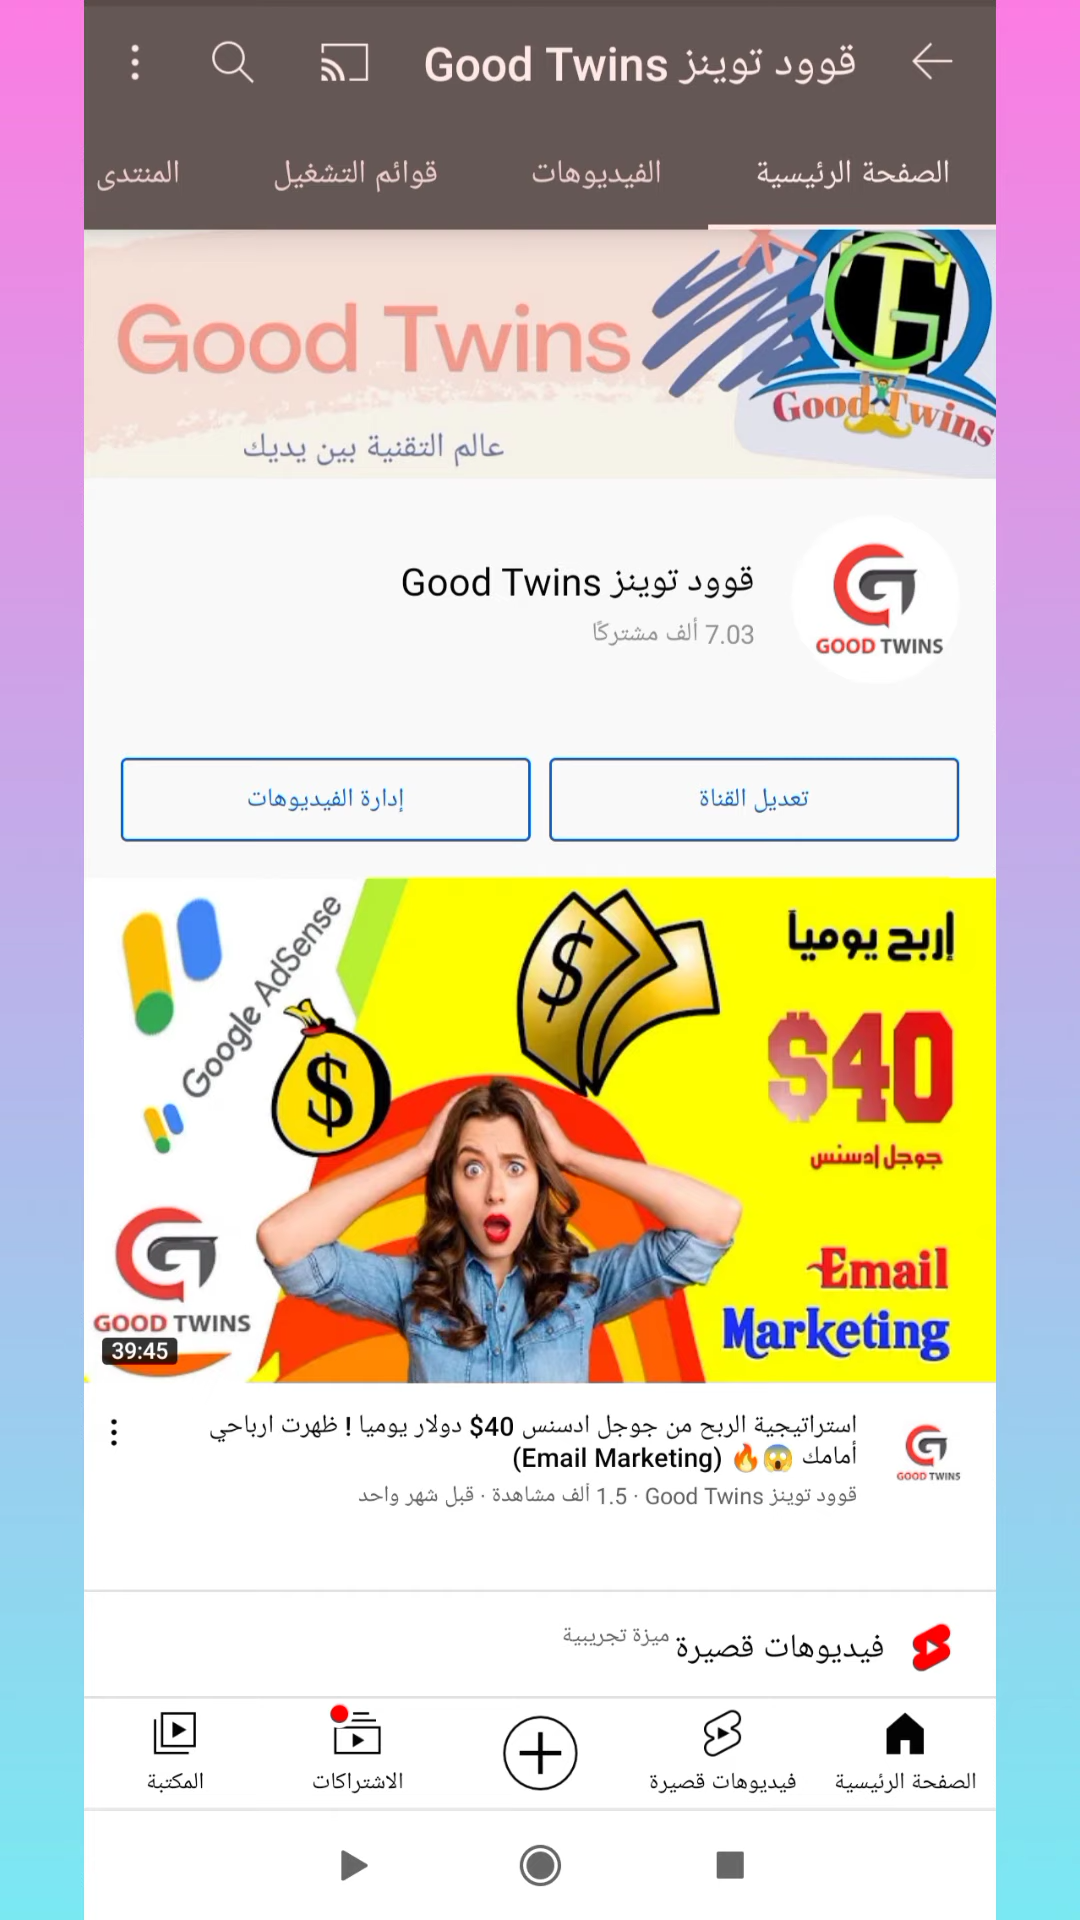 قوود توينز Good Twins
الصفحة الرئيسية
الفيديوهات
قوائم التشغيل
المنتدى
Good Twins
عالم التقنية بين يديك
GT
Good Twins
قوود توينز Good Twins
7.03 ألف مشتركًا
GOOD TWINS
تعديل القناة
إدارة الفيديوهات
Google AdSense
إربح يومياً
$40
جوجل إدسنس
Email
Marketing
$
$
GOOD TWINS
39:45
استراتيجية الربح من جوجل ادسنس 40$ دولار يوميا ! ظهرت ارباحي
أمامك 😱🔥 (Email Marketing)
قوود توينز Good Twins · 1.5 ألف مشاهدة · قبل شهر واحد
GOOD TWINS
فيديوهات قصيرة ميزة تجريبية
الصفحة الرئيسية
فيديوهات قصيرة
الاشتراكات
المكتبة